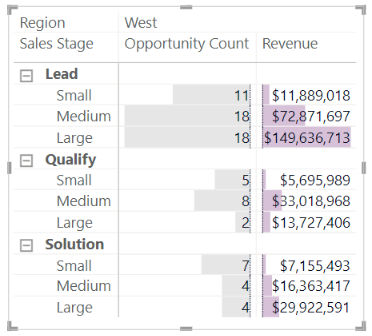 Region West
Sales Stage Opportunity Count Revenue
Lead
Small 11 $11,889,018
Medium 18 $72,871,697
Large 18 $149,636,713
Qualify
Small 5 $5,695,989
Medium 8 $33,018,968
Large 2 $13,727,406
Solution
Small 7 $7,155,493
Medium 4 $16,363,417
Large 4 $29,922,591